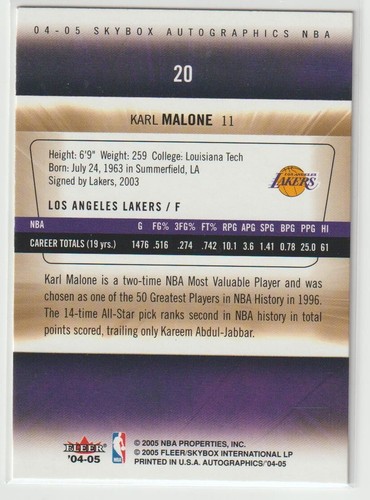 04-05 SKYBOX AUTOGRAPHICS NBA
20
KARL MALONE 11
Height: 6'9" Weight: 259 College: Louisiana Tech
Born: July 24, 1963 in Summerfield, LA
Signed by Lakers, 2003
LOS ANGELES LAKERS
LOS ANGELES LAKERS / F
NBA G FG% 3FG% FT% RPG APG SPG BPG PPG HI
CAREER TOTALS (19 yrs.) 1476 .516 .274 .742 10.1 3.6 1.41 0.78 25.0 61
Karl Malone is a two-time NBA Most Valuable Player and was
chosen as one of the 50 Greatest Players in NBA History in 1996.
The 14-time All-Star pick ranks second in NBA history in total
points scored, trailing only Kareem Abdul-Jabbar.
FLEER
'04-05
NBA
© 2005 NBA PROPERTIES, INC.
© 2005 FLEER/SKYBOX INTERNATIONAL LP
PRINTED IN U.S.A. AUTOGRAPHICS/'04-05